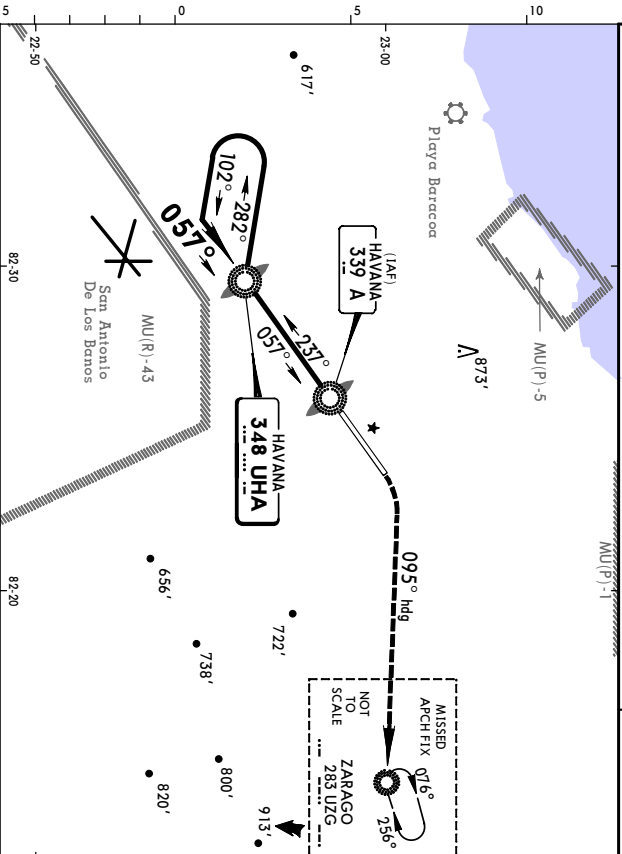 5
0
5
10
22-50
23-00
82-30
82-20
617'
Playa Baracoa
MU(P)-5
873'
MU(P)-1
102°
282°
057°
(IAF)
HAVANA
339 A
237°
057°
HAVANA
348 UHA
San Antonio
De Los Banos
MU(R)-43
095° hdg
656'
738'
722'
820'
800'
913'
MISSED
APCH FIX
NOT
TO
SCALE
ZARAGO
283 UZG
076°
256°